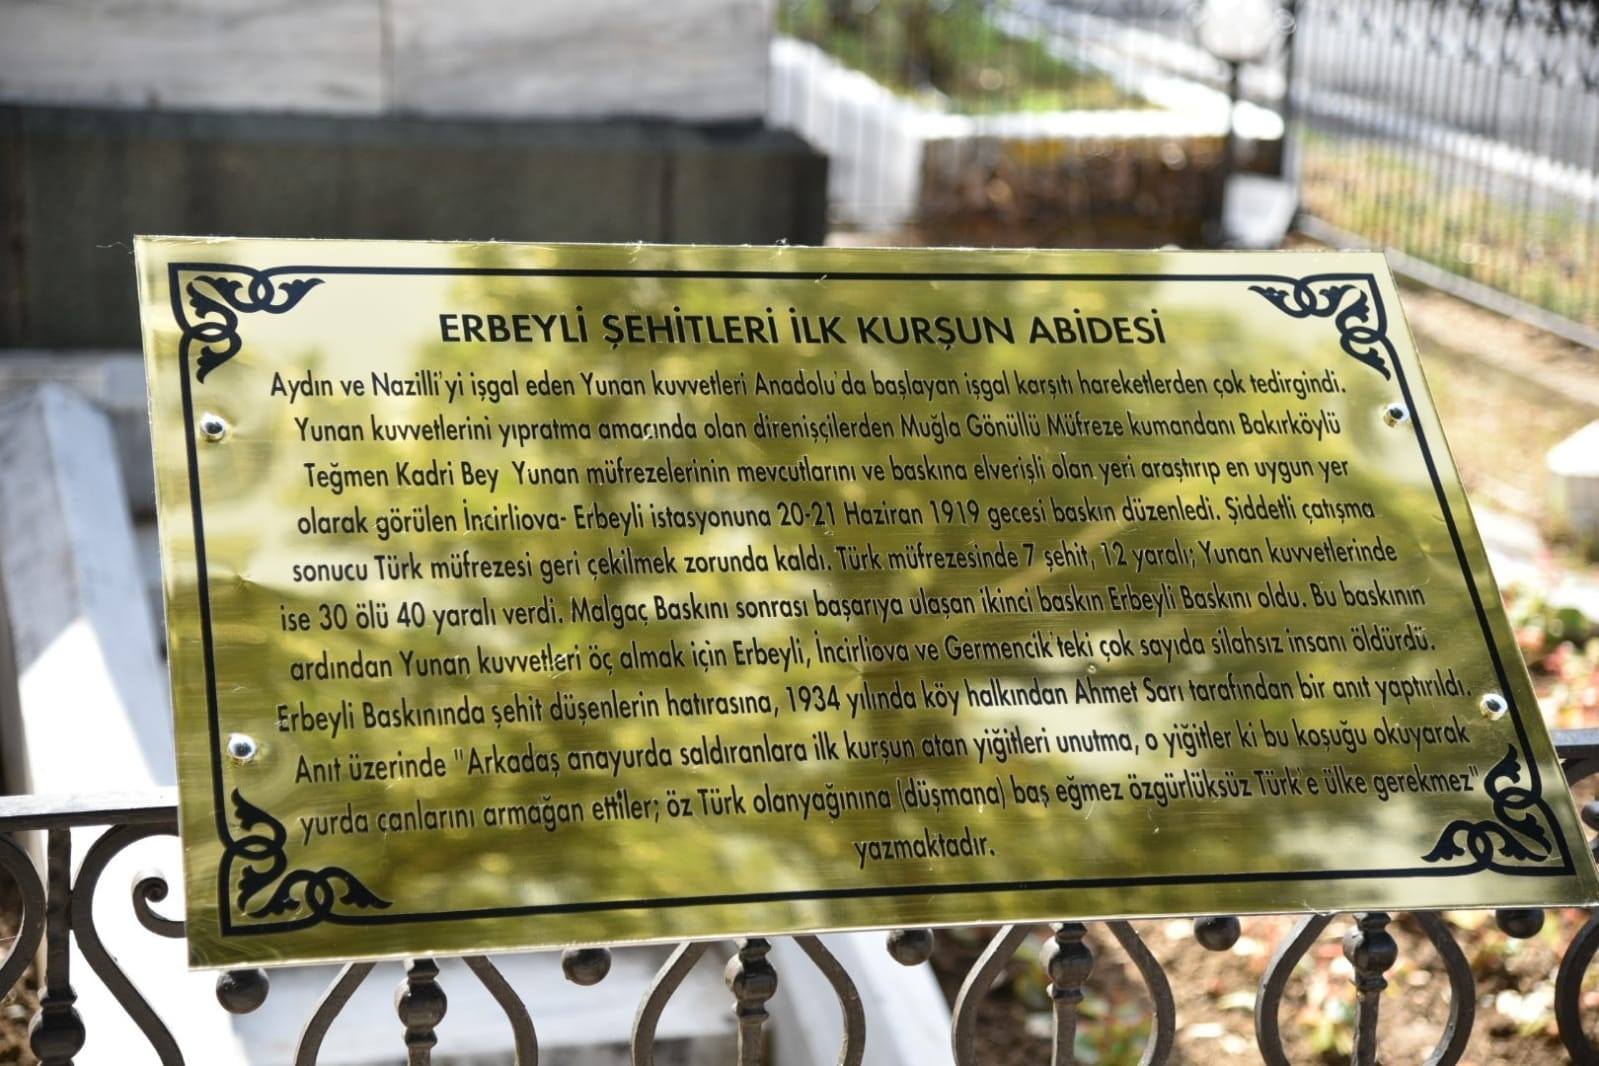 ERBEYLİ ŞEHİTLERİ İLK KURŞUN ABİDESİ
Aydın ve Nazilli'yi işgal eden Yunan kuvvetleri Anadolu'da başlayan işgal karşıtı hareketlerden çok tedirgindi.
Yunan kuvvetlerini yıpratma amacında olan direnişçilerden Muğla Gönüllü Müfreze kumandanı Bakırköylü
Teğmen Kadri Bey Yunan müfrezelerinin mevcutlarını ve baskına elverişli olan yeri araştırıp en uygun yer
olarak görülen İncirliova- Erbeyli istasyonuna 20-21 Haziran 1919 gecesi baskın düzenledi. Şiddetli çatışma
sonucu Türk müfrezesi geri çekilmek zorunda kaldı. Türk müfrezesinde 7 şehit, 12 yaralı; Yunan kuvvetlerinde
ise 30 ölü 40 yaralı verdi. Malgaç Baskını sonrası başarıya ulaşan ikinci baskın Erbeyli Baskını oldu. Bu baskının
ardından Yunan kuvvetleri öç almak için Erbeyli, İncirliova ve Germencik'teki çok sayıda silahsız insanı öldürdü.
Erbeyli Baskınında şehit düşenlerin hatırasına, 1934 yılında köy halkından Ahmet Sarı tarafından bir anıt yaptırıldı.
Anıt üzerinde "Arkadaş anayurda saldıranlara ilk kurşun atan yiğitleri unutma, o yiğitler ki bu koşuğu okuyarak
yurda canlarını armağan ettiler; öz Türk olanyağınına (düşmana) baş eğmez özgürlüksüz Türk'e ülke gerekmez"
yazmaktadır.